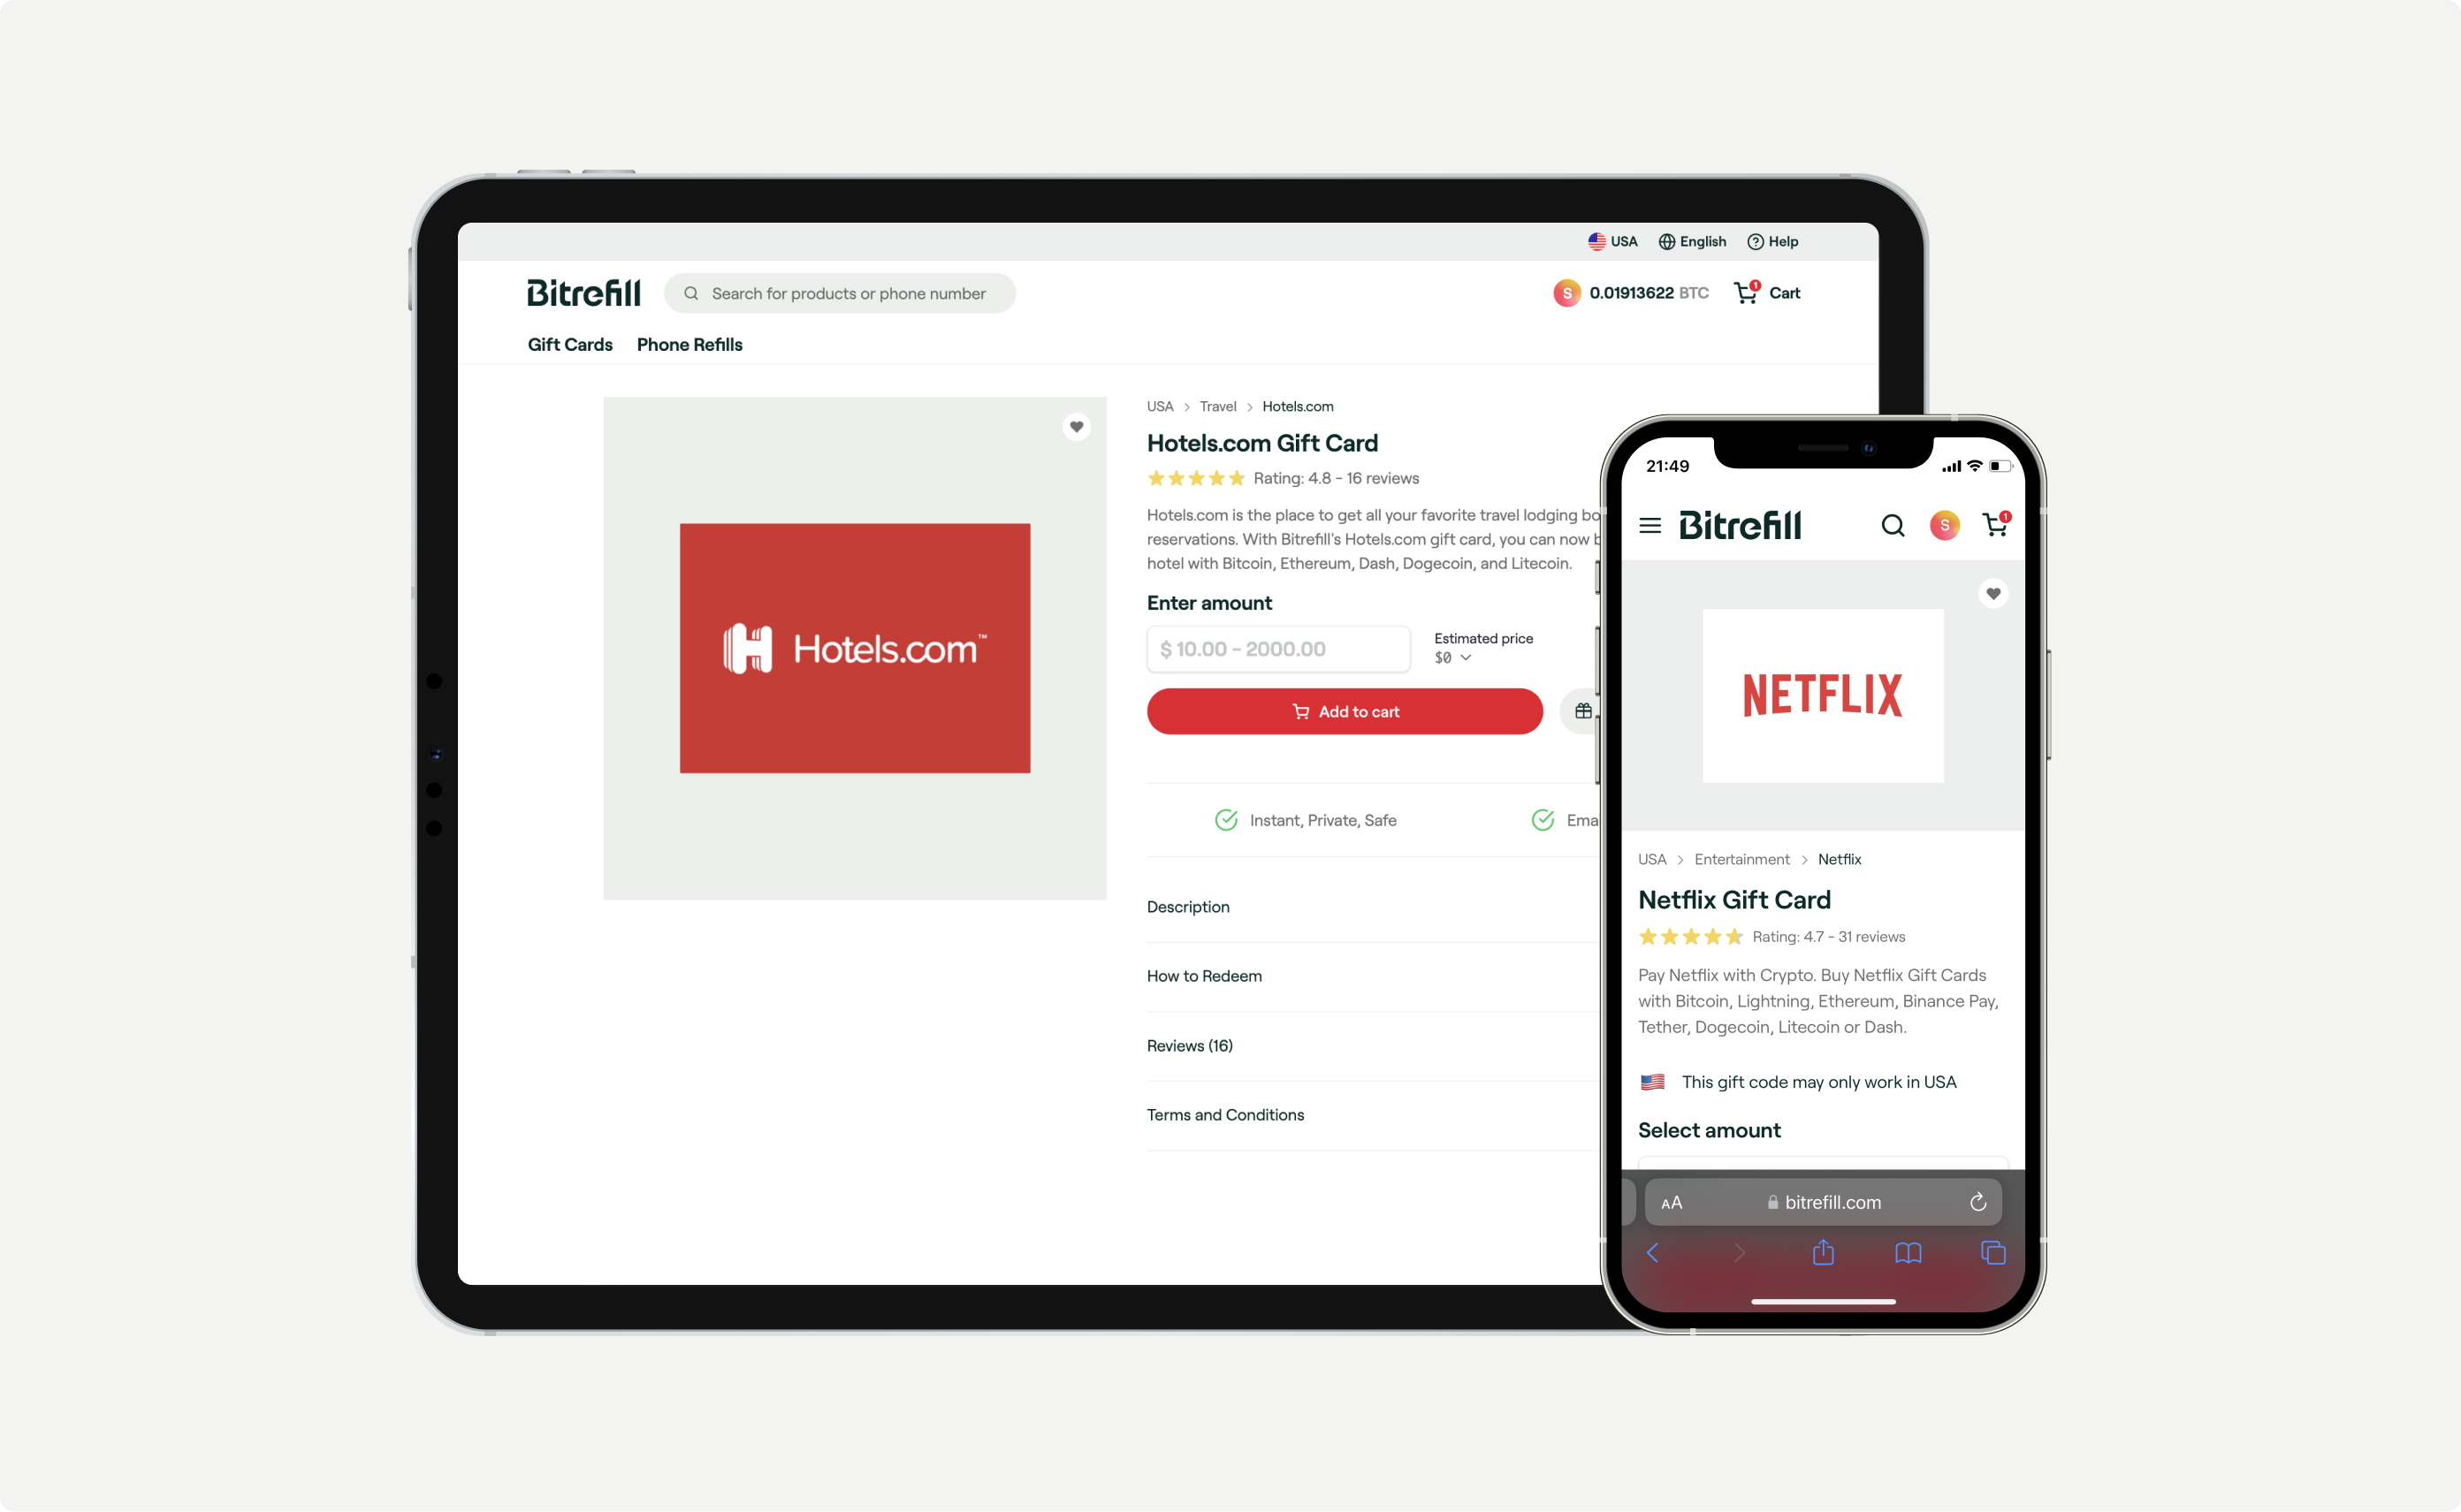 USA English Help
Bitrefill Search for products or phone number S 0.01913622 BTC 1 Cart
Gift Cards Phone Refills
USA > Travel > Hotels.com
Hotels.com Gift Card
Rating: 4.8 - 16 reviews
Hotels.com is the place to get all your favorite travel lodging bo
reservations. With Bitrefill's Hotels.com gift card, you can now b
hotel with Bitcoin, Ethereum, Dash, Dogecoin, and Litecoin.
Enter amount
$ 10.00 - 2000.00
Estimated price
$0
Add to cart
Instant, Private, Safe
Ema
Description
How to Redeem
Reviews (16)
Terms and Conditions
Hotels.com™
21:49
Bitrefill S 1
NETFLIX
USA > Entertainment > Netflix
Netflix Gift Card
Rating: 4.7 - 31 reviews
Pay Netflix with Crypto. Buy Netflix Gift Cards
with Bitcoin, Lightning, Ethereum, Binance Pay,
Tether, Dogecoin, Litecoin or Dash.
This gift code may only work in USA
Select amount
AA bitrefill.com